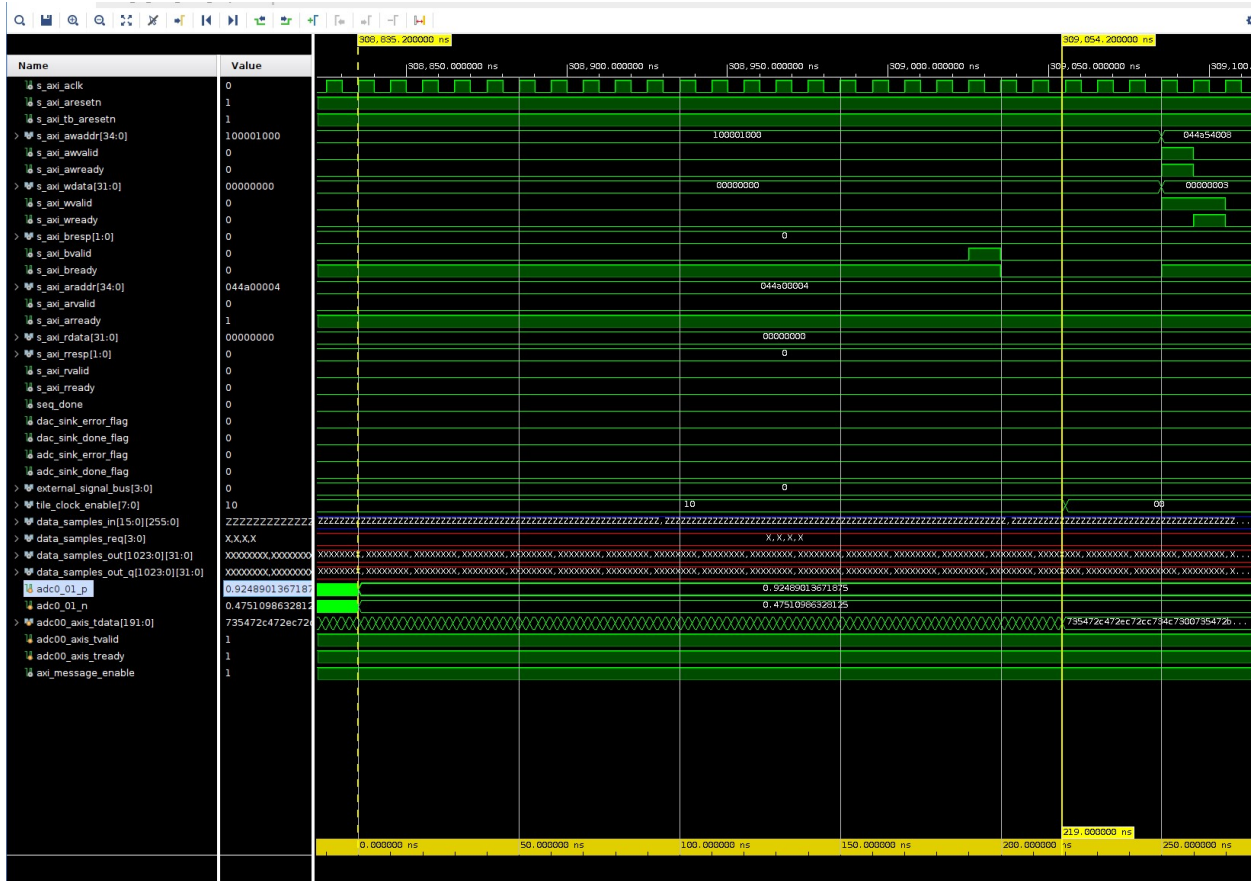 308,835.200000 ns
309,054.200000 ns
Name
Value
308,850.000000 ns
308,900.000000 ns
308,950.000000 ns
309,000.000000 ns
309,050.000000 ns
309,100.
s_axi_aclk 0
s_axi_aresetn 1
s_axi_tb_aresetn 1
s_axi_awaddr[34:0] 100001000 100001000 044a54008
s_axi_awvalid 0
s_axi_awready 0
s_axi_wdata[31:0] 00000000 00000000 00000003
s_axi_wvalid 0
s_axi_wready 0
s_axi_bresp[1:0] 0 0
s_axi_bvalid 0
s_axi_bready 0
s_axi_araddr[34:0] 044a00004 044a00004
s_axi_arvalid 0
s_axi_arready 1
s_axi_rdata[31:0] 00000000 00000000
s_axi_rresp[1:0] 0 0
s_axi_rvalid 0
s_axi_rready 0
seq_done 0
dac_sink_error_flag 0
dac_sink_done_flag 0
adc_sink_error_flag 0
adc_sink_done_flag 0
external_signal_bus[3:0] 0 0
tile_clock_enable[7:0] 10 10 00
data_samples_in[15:0][255:0]
data_samples_req[3:0] X,X,X,X X,X,X,X
data_samples_out[1023:0][31:0]
data_samples_out_q[1023:0][31:0]
adc0_01_p 0.92489013671875
adc0_01_n 0.47510986328125
adc00_axis_tdata[191:0] 735472c472ec72cc734c7300735472b...
adc00_axis_tvalid 1
adc00_axis_tready 1
axi_message_enable 1
219.000000 ns
0.000000 ns
50.000000 ns
100.000000 ns
150.000000 ns
200.000000 ns
250.000000 ns